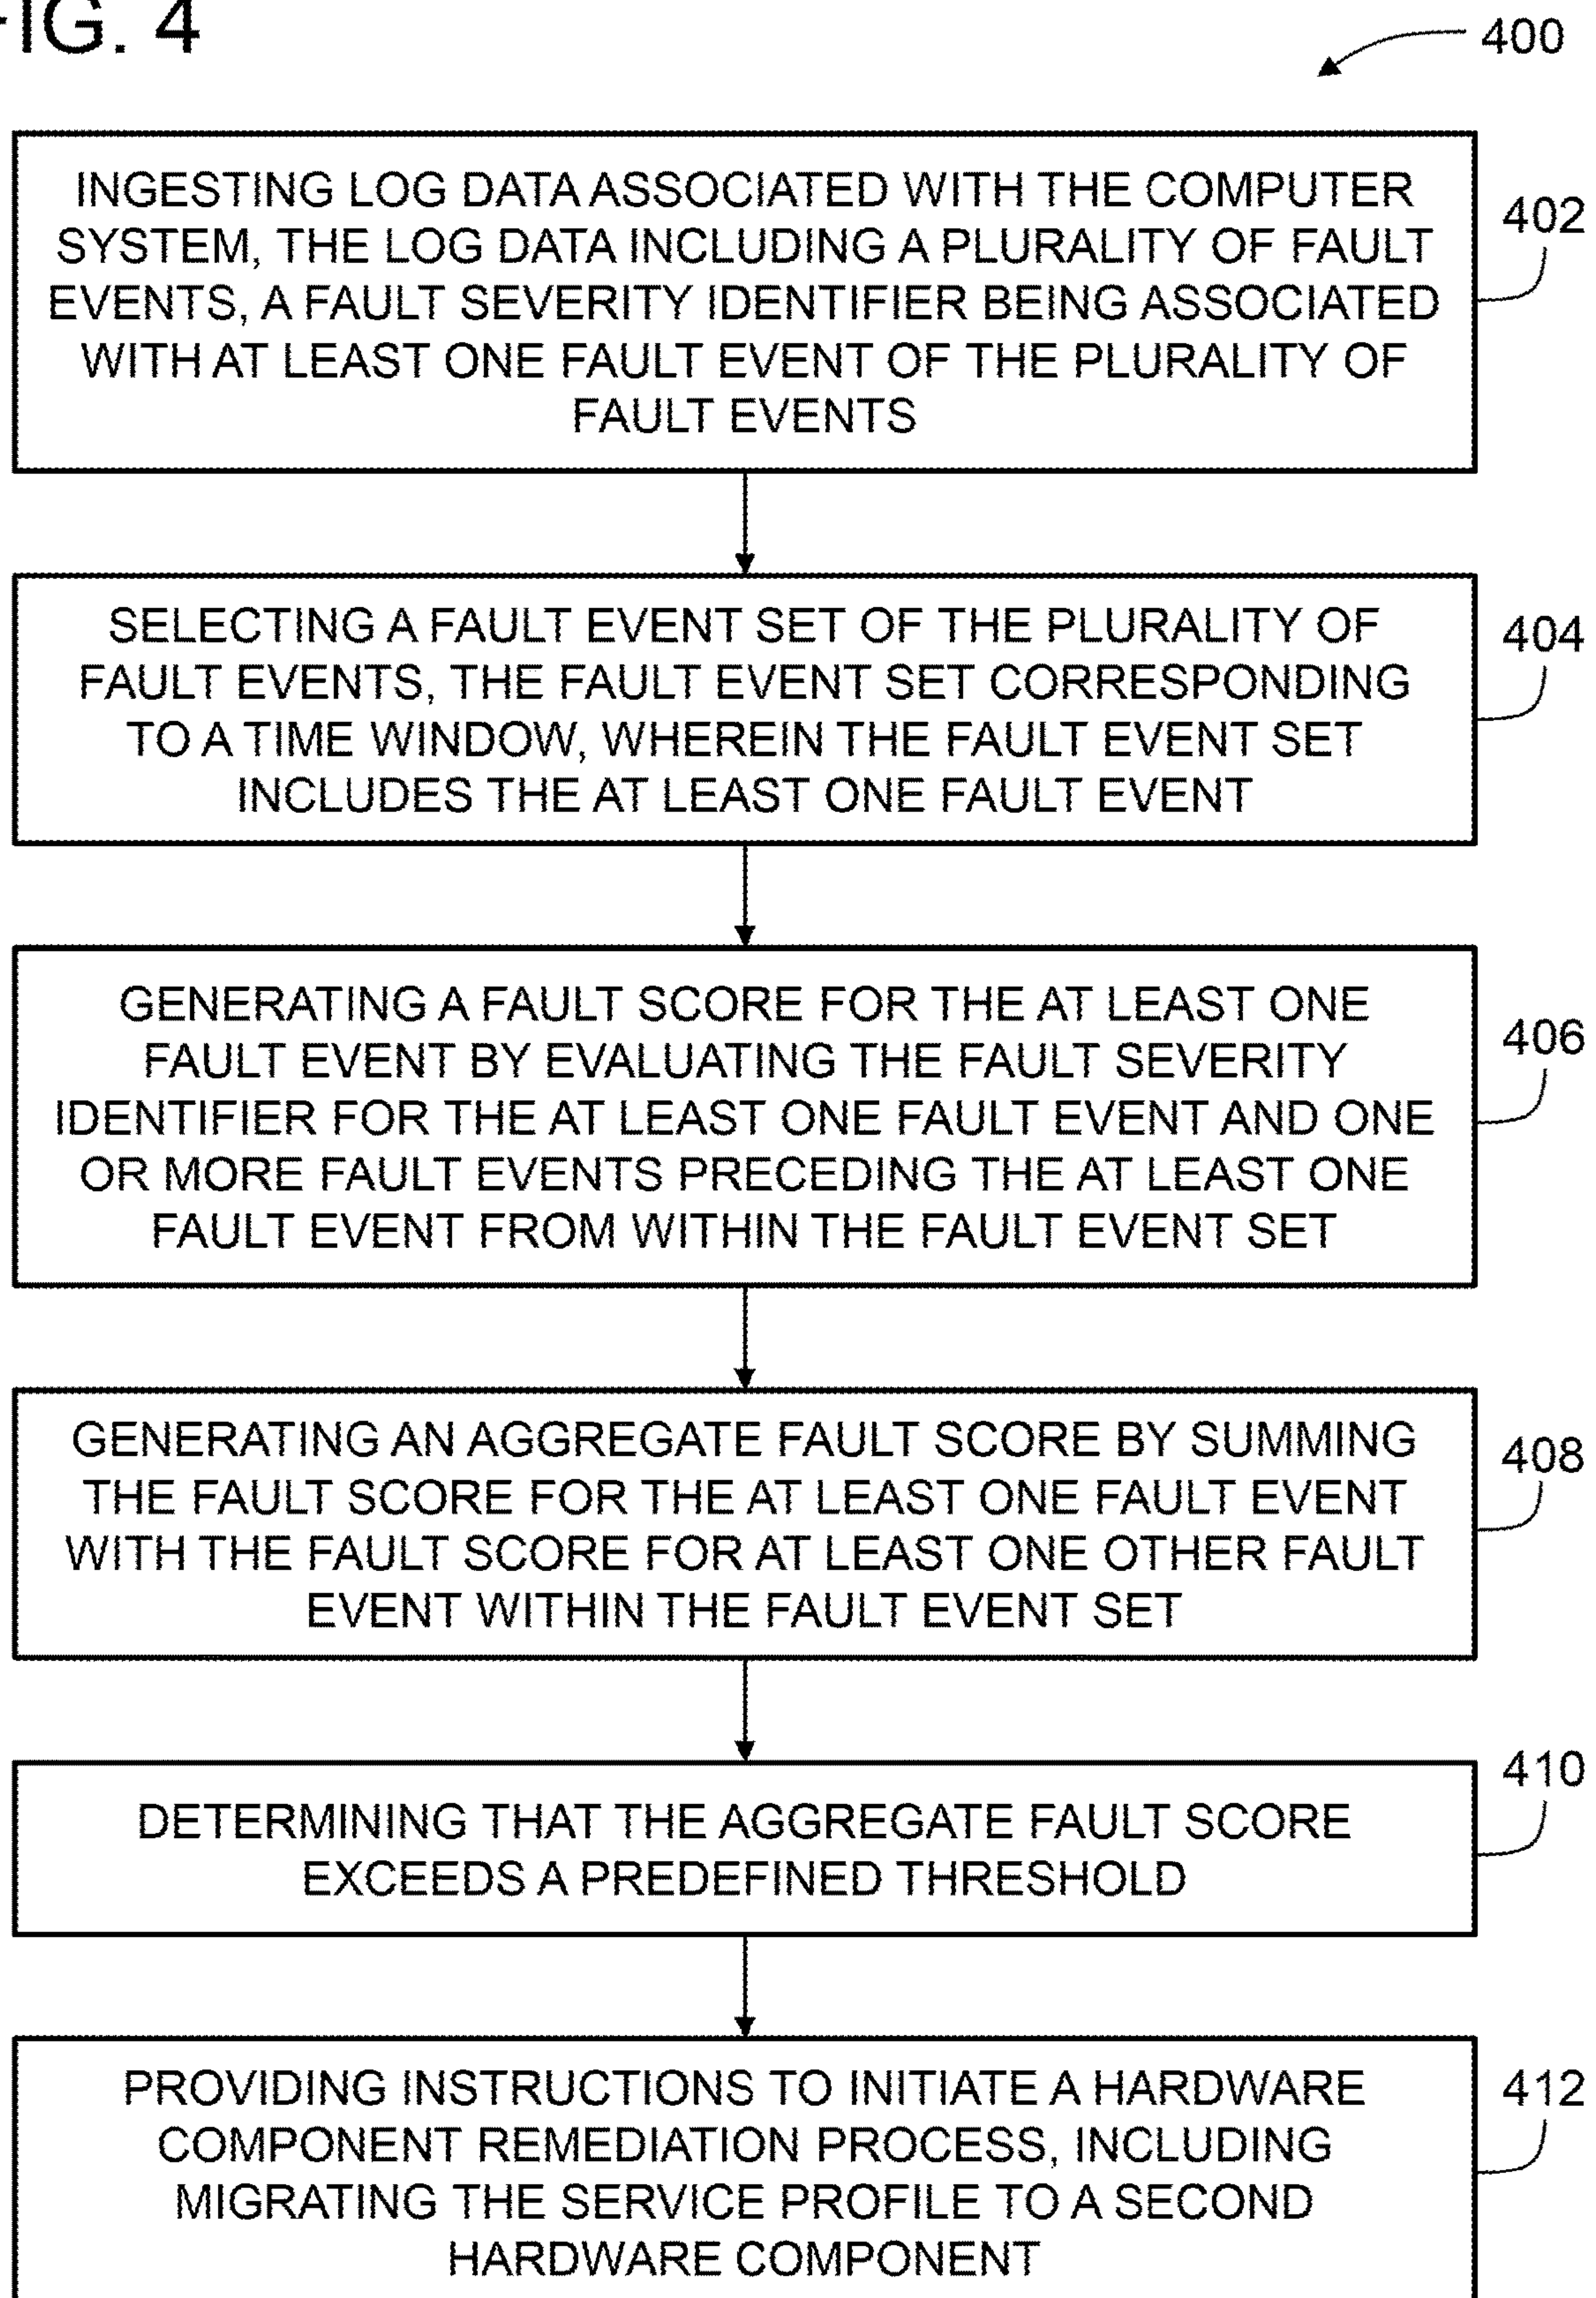 FIG. 4
400
INGESTING LOG DATA ASSOCIATED WITH THE COMPUTER
SYSTEM, THE LOG DATA INCLUDING A PLURALITY OF FAULT
EVENTS, A FAULT SEVERITY IDENTIFIER BEING ASSOCIATED
WITH AT LEAST ONE FAULT EVENT OF THE PLURALITY OF
FAULT EVENTS
402
SELECTING A FAULT EVENT SET OF THE PLURALITY OF
FAULT EVENTS, THE FAULT EVENT SET CORRESPONDING
TO A TIME WINDOW, WHEREIN THE FAULT EVENT SET
INCLUDES THE AT LEAST ONE FAULT EVENT
404
GENERATING A FAULT SCORE FOR THE AT LEAST ONE
FAULT EVENT BY EVALUATING THE FAULT SEVERITY
IDENTIFIER FOR THE AT LEAST ONE FAULT EVENT AND ONE
OR MORE FAULT EVENTS PRECEDING THE AT LEAST ONE
FAULT EVENT FROM WITHIN THE FAULT EVENT SET
406
GENERATING AN AGGREGATE FAULT SCORE BY SUMMING
THE FAULT SCORE FOR THE AT LEAST ONE FAULT EVENT
WITH THE FAULT SCORE FOR AT LEAST ONE OTHER FAULT
EVENT WITHIN THE FAULT EVENT SET
408
DETERMINING THAT THE AGGREGATE FAULT SCORE
EXCEEDS A PREDEFINED THRESHOLD
410
PROVIDING INSTRUCTIONS TO INITIATE A HARDWARE
COMPONENT REMEDIATION PROCESS, INCLUDING
MIGRATING THE SERVICE PROFILE TO A SECOND
HARDWARE COMPONENT
412